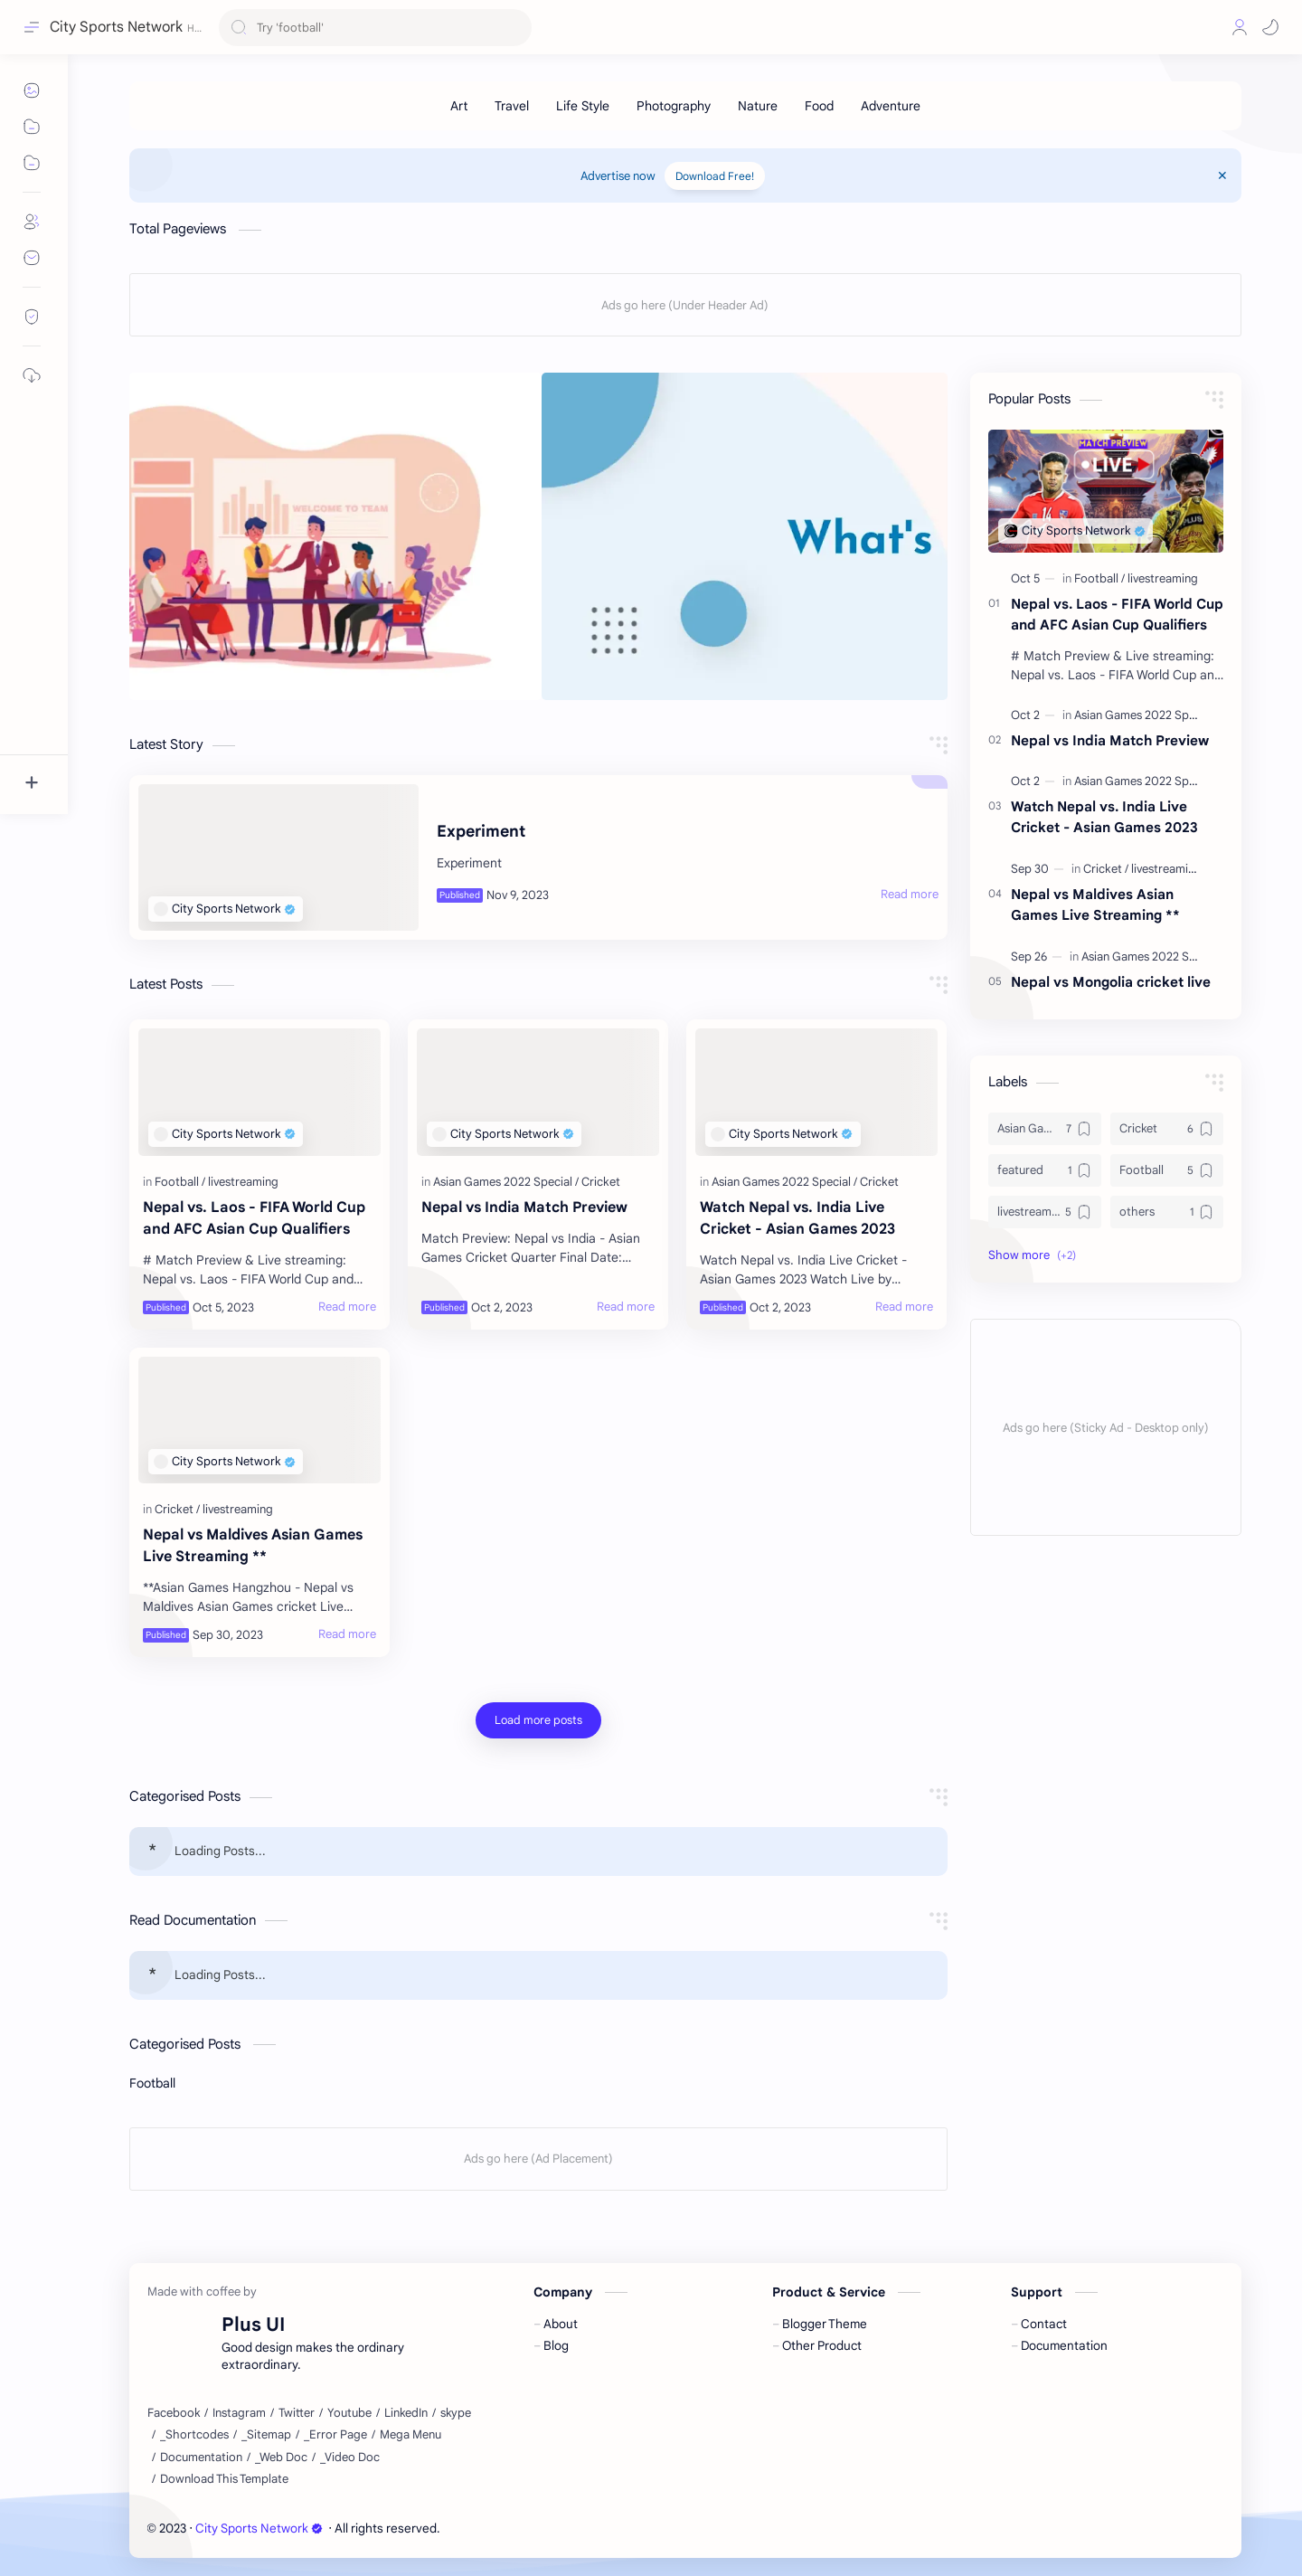 City Sports Network H...
Try 'football'
Art Travel Life Style Photography Nature Food Adventure
Advertise now Download Free!
Total Pageviews
Ads go here (Under Header Ad)
WELCOME TO TEAM
What's
Latest Story
City Sports Network
Experiment
Experiment
Published Nov 9, 2023 Read more
Latest Posts
City Sports Network
in Football / livestreaming
Nepal vs. Laos - FIFA World Cup
and AFC Asian Cup Qualifiers
# Match Preview & Live streaming:
Nepal vs. Laos - FIFA World Cup and...
Published Oct 5, 2023 Read more
City Sports Network
in Asian Games 2022 Special / Cricket
Nepal vs India Match Preview
Match Preview: Nepal vs India - Asian
Games Cricket Quarter Final Date:...
Published Oct 2, 2023 Read more
City Sports Network
in Asian Games 2022 Special / Cricket
Watch Nepal vs. India Live
Cricket - Asian Games 2023
Watch Nepal vs. India Live Cricket -
Asian Games 2023 Watch Live by...
Published Oct 2, 2023 Read more
City Sports Network
in Cricket / livestreaming
Nepal vs Maldives Asian Games
Live Streaming **
**Asian Games Hangzhou - Nepal vs
Maldives Asian Games cricket Live...
Published Sep 30, 2023 Read more
Load more posts
Categorised Posts
* Loading Posts...
Read Documentation
* Loading Posts...
Categorised Posts
Football
Ads go here (Ad Placement)
Popular Posts
MATCH PREVIEW
LIVE
14
PLUS
City Sports Network
Oct 5 in Football / livestreaming
01 Nepal vs. Laos - FIFA World Cup
and AFC Asian Cup Qualifiers
# Match Preview & Live streaming:
Nepal vs. Laos - FIFA World Cup an...
Oct 2 in Asian Games 2022 Sp...
02 Nepal vs India Match Preview
Oct 2 in Asian Games 2022 Sp...
03 Watch Nepal vs. India Live
Cricket - Asian Games 2023
Sep 30 in Cricket / livestreami...
04 Nepal vs Maldives Asian
Games Live Streaming **
Sep 26 in Asian Games 2022 S...
05 Nepal vs Mongolia cricket live
Labels
Asian Ga... 7 Cricket 6
featured 1 Football 5
livestream... 5 others 1
Show more (+2)
Ads go here (Sticky Ad - Desktop only)
Made with coffee by
Plus UI
Good design makes the ordinary
extraordinary.
Facebook / Instagram / Twitter / Youtube / LinkedIn / skype
/ _Shortcodes / _Sitemap / _Error Page / Mega Menu
/ Documentation / _Web Doc / _Video Doc
/ Download This Template
Company
– About
– Blog
Product & Service
– Blogger Theme
– Other Product
Support
– Contact
– Documentation
© 2023 · City Sports Network · All rights reserved.